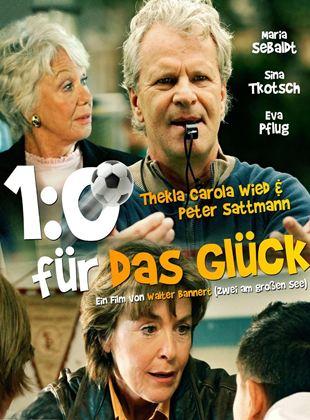 Maria
Sebaldt
Sina
Tkotsch
Eva
Pflug
1:0
Thekla Carola Wied &
Peter Sattmann
für Das Glück
Ein Film von Walter Bannert (Zwei am großen See)